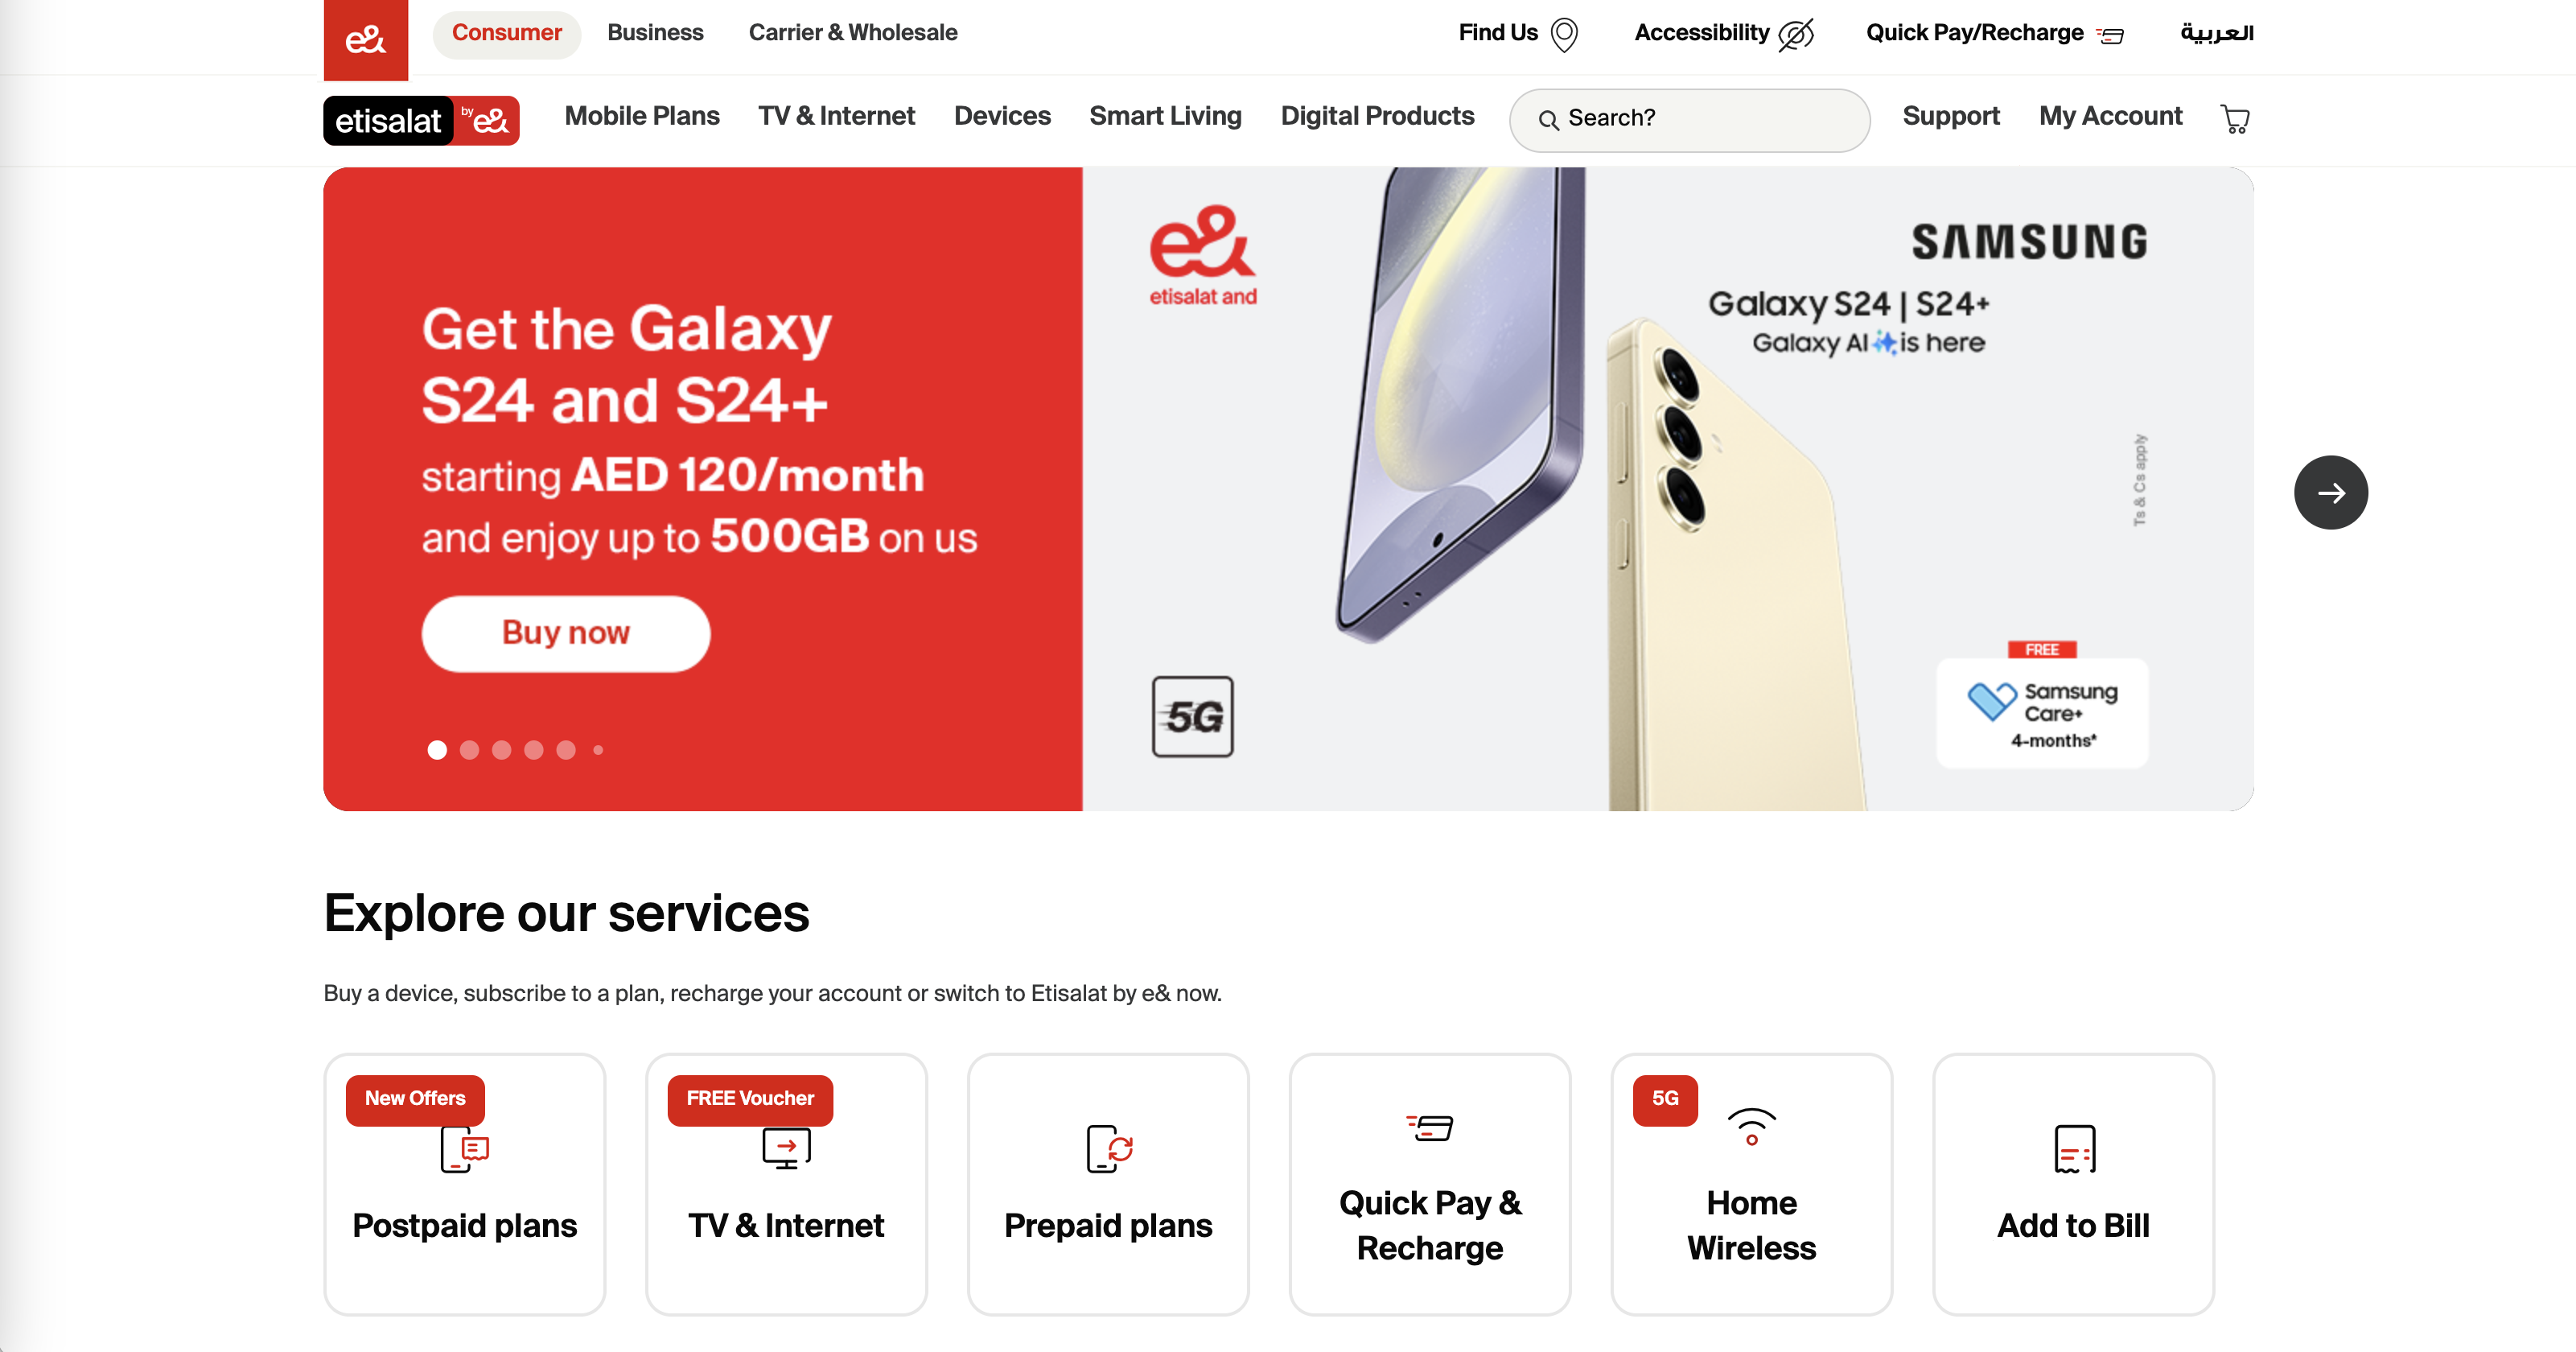 e&
Consumer
Business
Carrier & Wholesale
Find Us
Accessibility
Quick Pay/Recharge
العربية
etisalat by e&
Mobile Plans
TV & Internet
Devices
Smart Living
Digital Products
Search?
Support
My Account
Get the Galaxy
S24 and S24+
starting AED 120/month
and enjoy up to 500GB on us
Buy now
e&
etisalat and
5G
SAMSUNG
Galaxy S24 | S24+
Galaxy AI is here
Ts & Cs apply
FREE
Samsung
Care+
4-months*
Explore our services
Buy a device, subscribe to a plan, recharge your account or switch to Etisalat by e& now.
New Offers
Postpaid plans
FREE Voucher
TV & Internet
Prepaid plans
Quick Pay &
Recharge
5G
Home
Wireless
Add to Bill